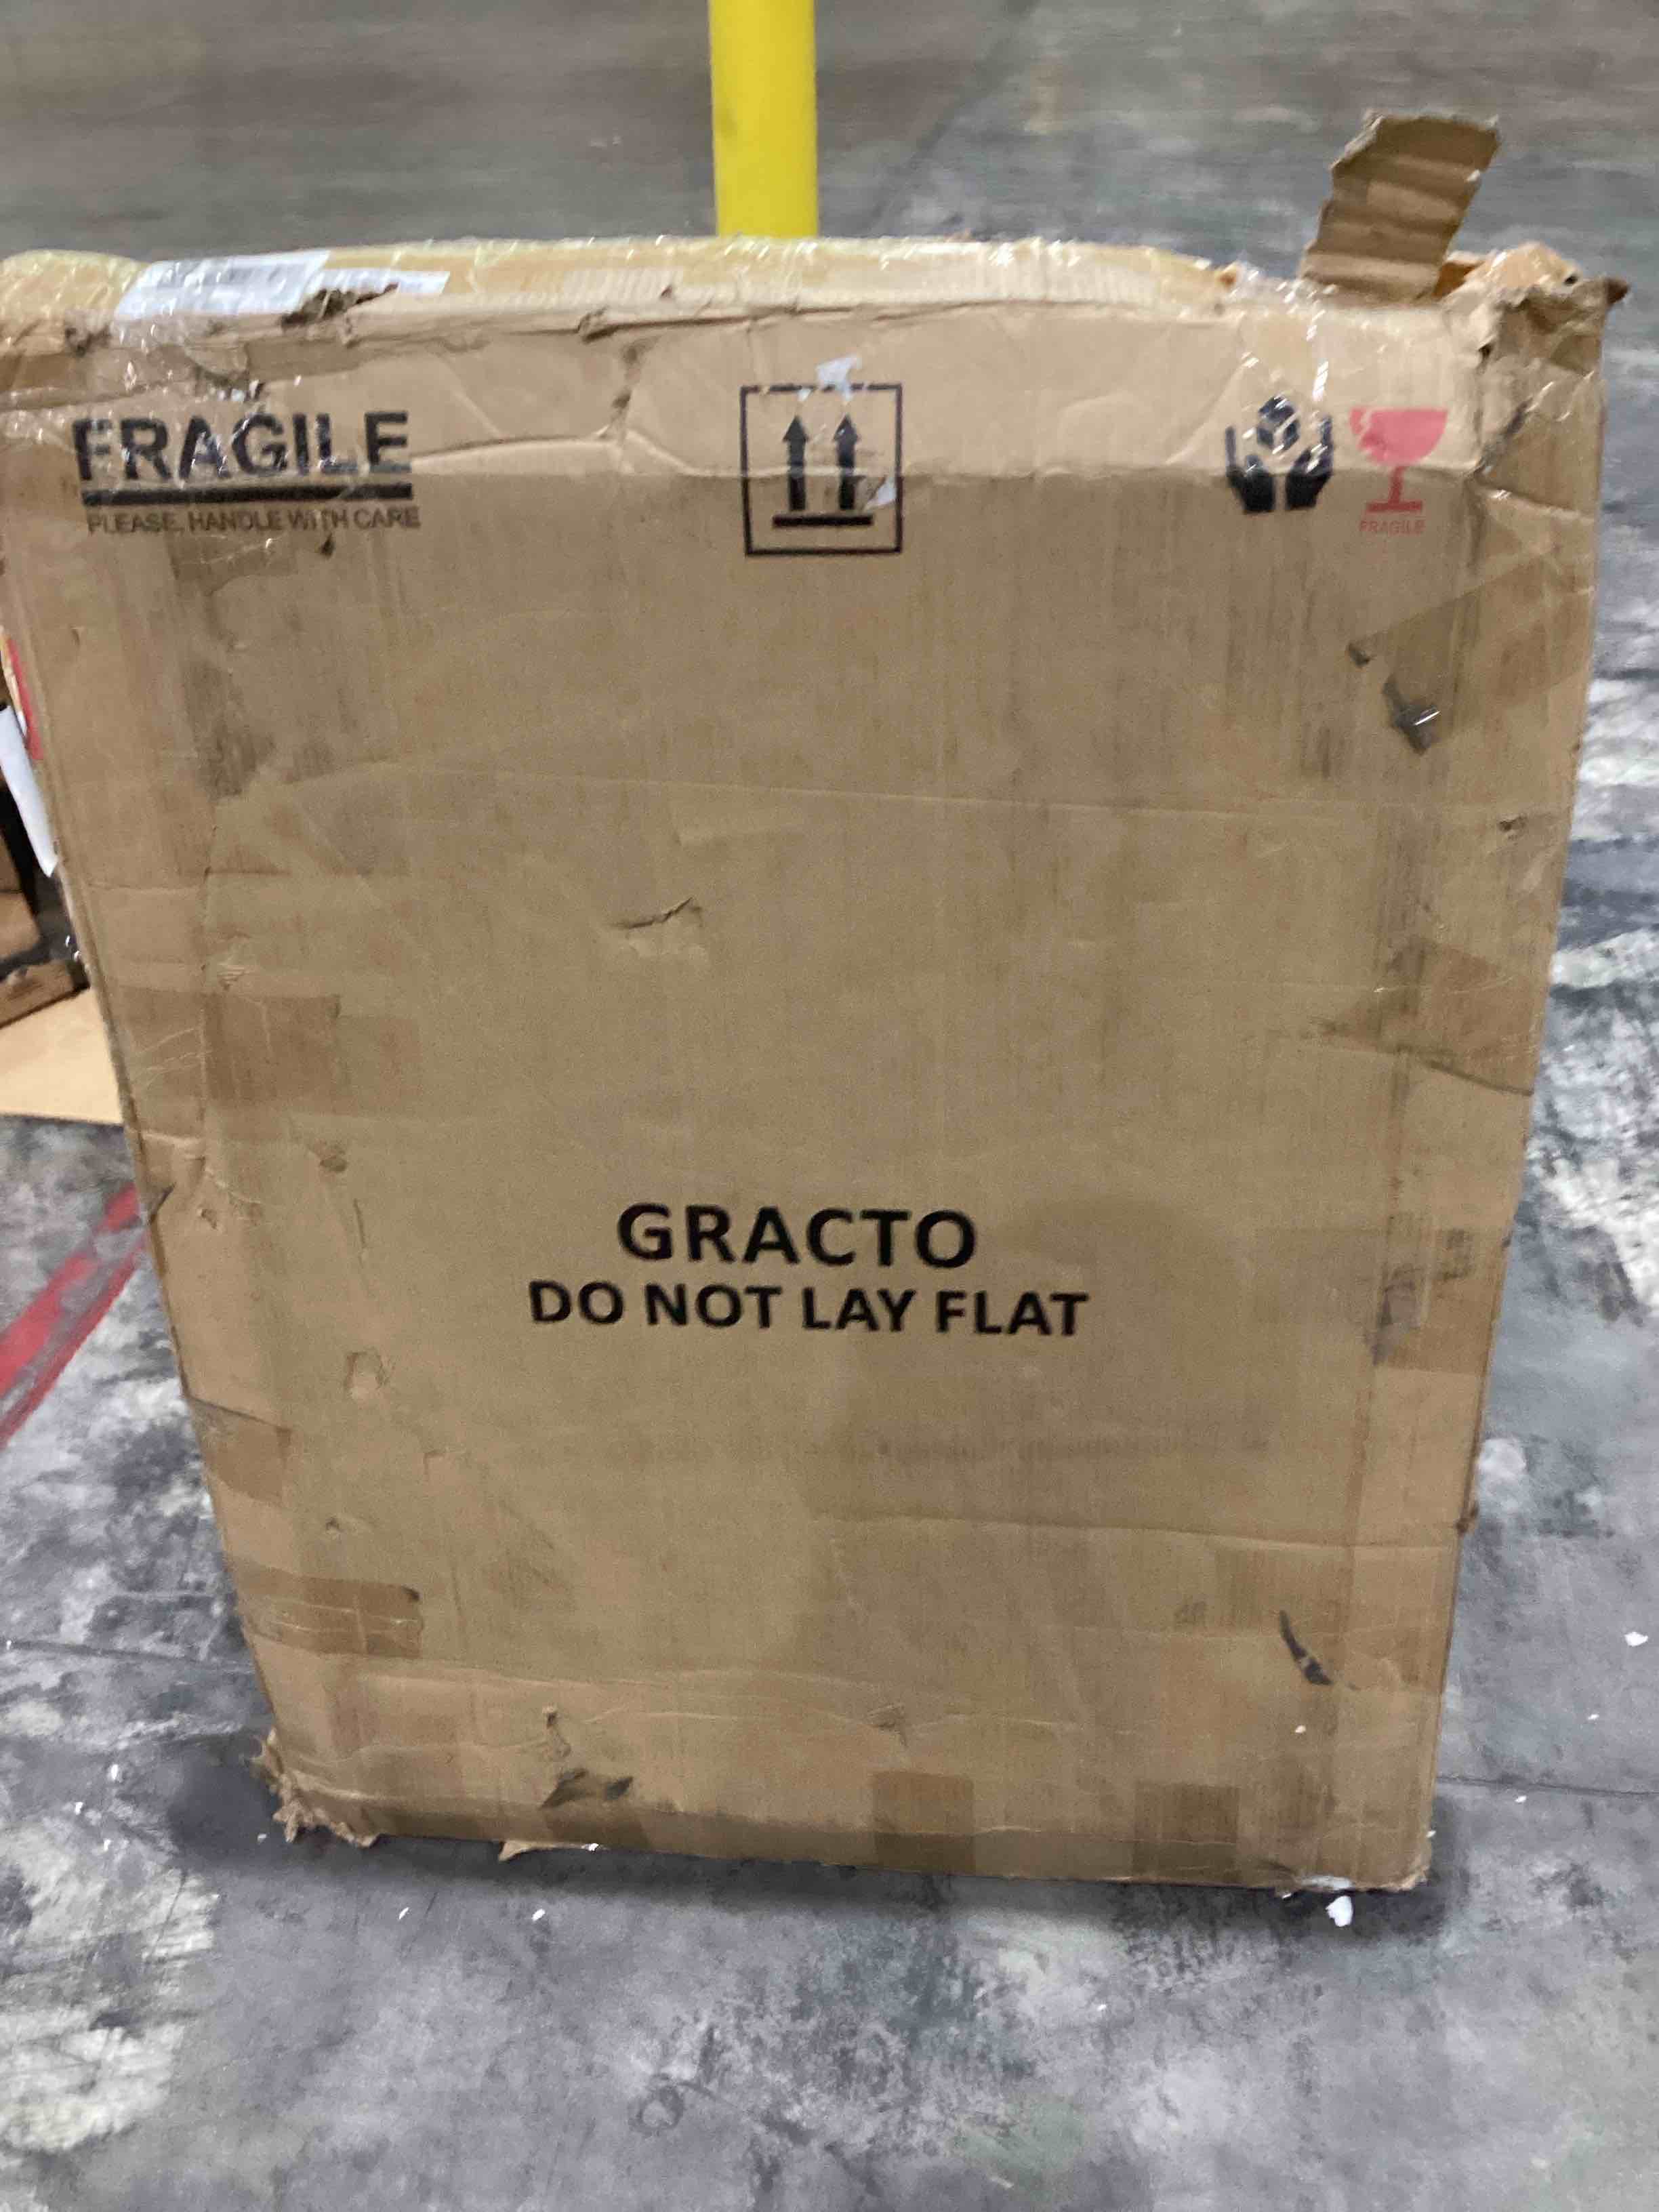 FRAGILE
PLEASE, HANDLE WITH CARE
FRAGILE
GRACTO
DO NOT LAY FLAT